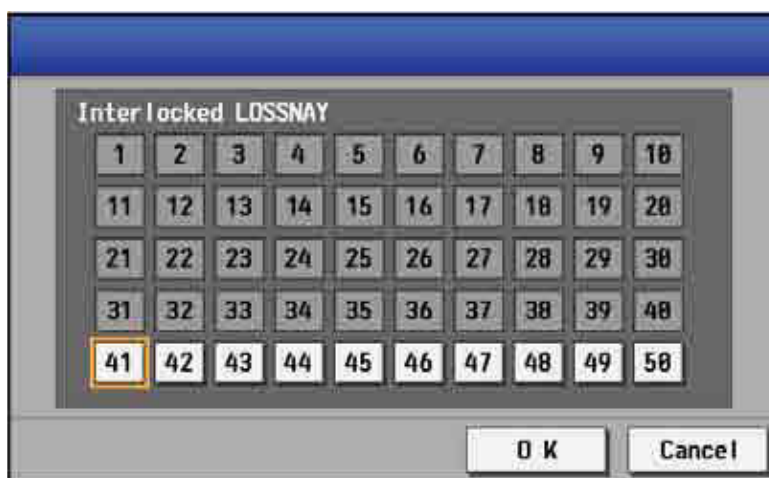 Interlocked LOSSNAY
1 2 3 4 5 6 7 8 9 10
11 12 13 14 15 16 17 18 19 20
21 22 23 24 25 26 27 28 29 30
31 32 33 34 35 36 37 38 39 40
41 42 43 44 45 46 47 48 49 50
OK Cancel